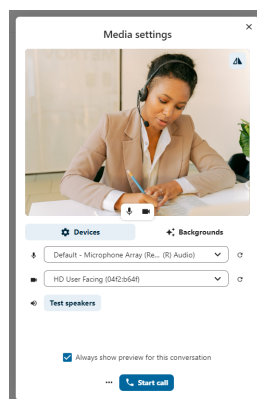 Media settings
Devices
Backgrounds
Default - Microphone Array (Re... (R) Audio)
HD User Facing (04f2:b64f)
Test speakers
Always show preview for this conversation
Start call